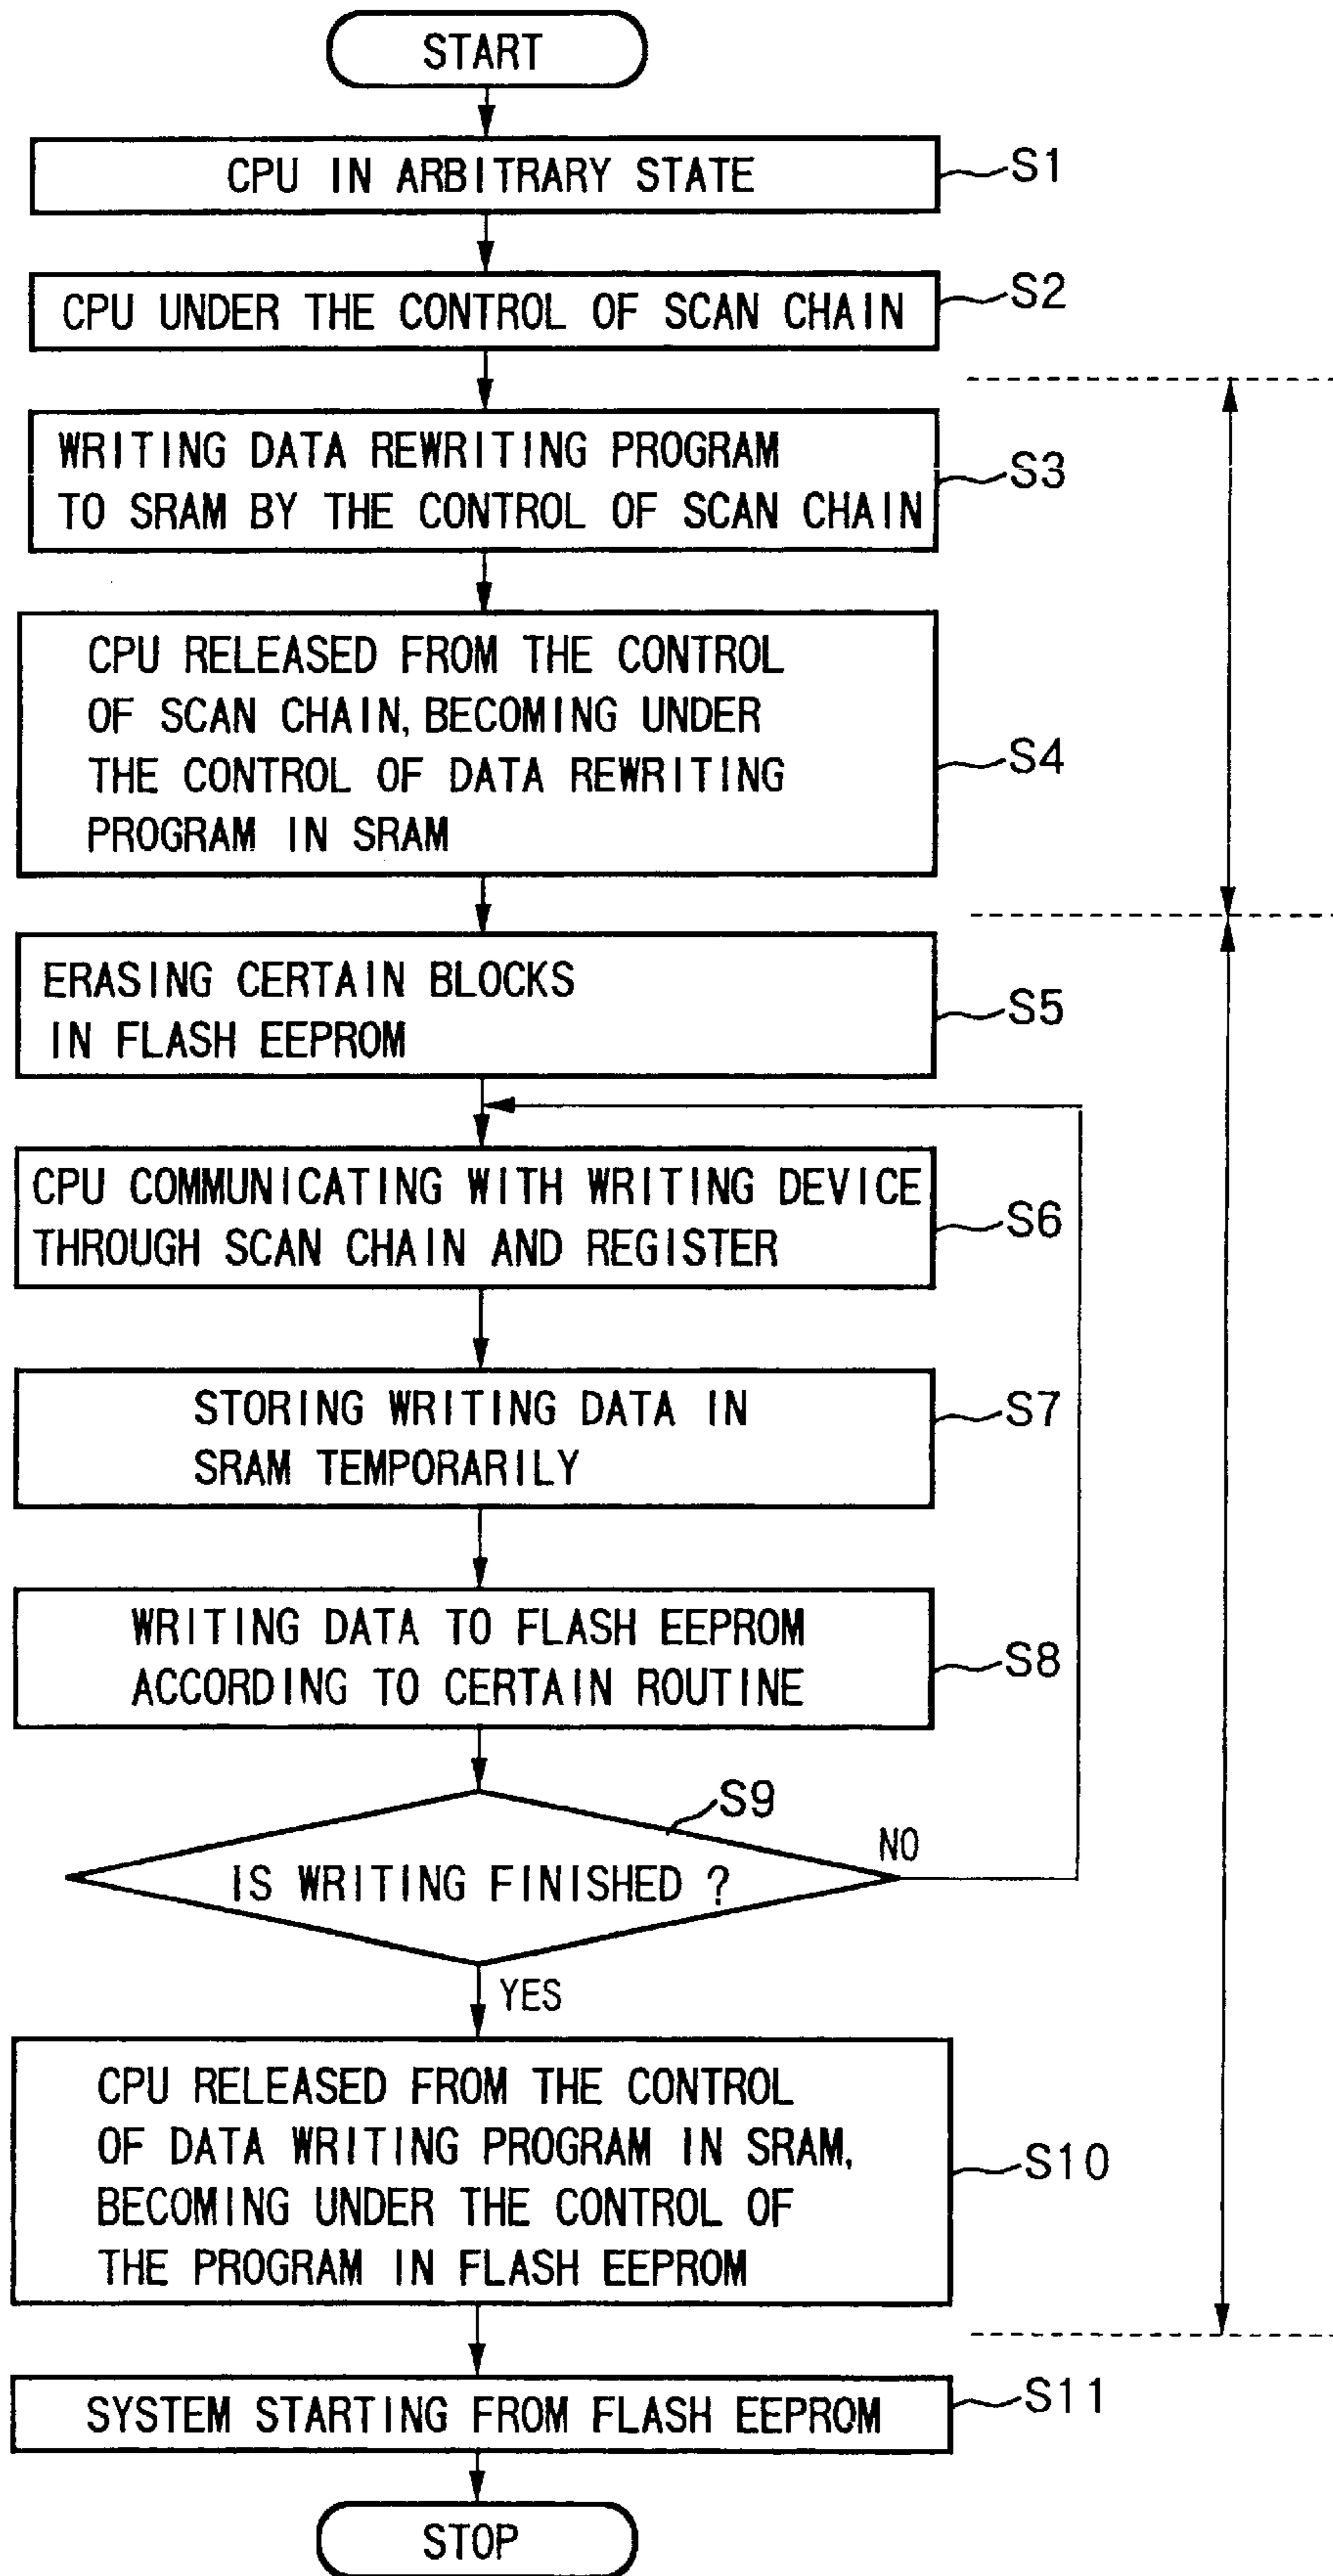 START
CPU IN ARBITRARY STATE
S1
CPU UNDER THE CONTROL OF SCAN CHAIN
S2
WRITING DATA REWRITING PROGRAM
TO SRAM BY THE CONTROL OF SCAN CHAIN
S3
CPU RELEASED FROM THE CONTROL
OF SCAN CHAIN, BECOMING UNDER
THE CONTROL OF DATA REWRITING
PROGRAM IN SRAM
S4
ERASING CERTAIN BLOCKS
IN FLASH EEPROM
S5
CPU COMMUNICATING WITH WRITING DEVICE
THROUGH SCAN CHAIN AND REGISTER
S6
STORING WRITING DATA IN
SRAM TEMPORARILY
S7
WRITING DATA TO FLASH EEPROM
ACCORDING TO CERTAIN ROUTINE
S8
S9
IS WRITING FINISHED ?
NO
YES
CPU RELEASED FROM THE CONTROL
OF DATA WRITING PROGRAM IN SRAM,
BECOMING UNDER THE CONTROL OF
THE PROGRAM IN FLASH EEPROM
S10
SYSTEM STARTING FROM FLASH EEPROM
S11
STOP